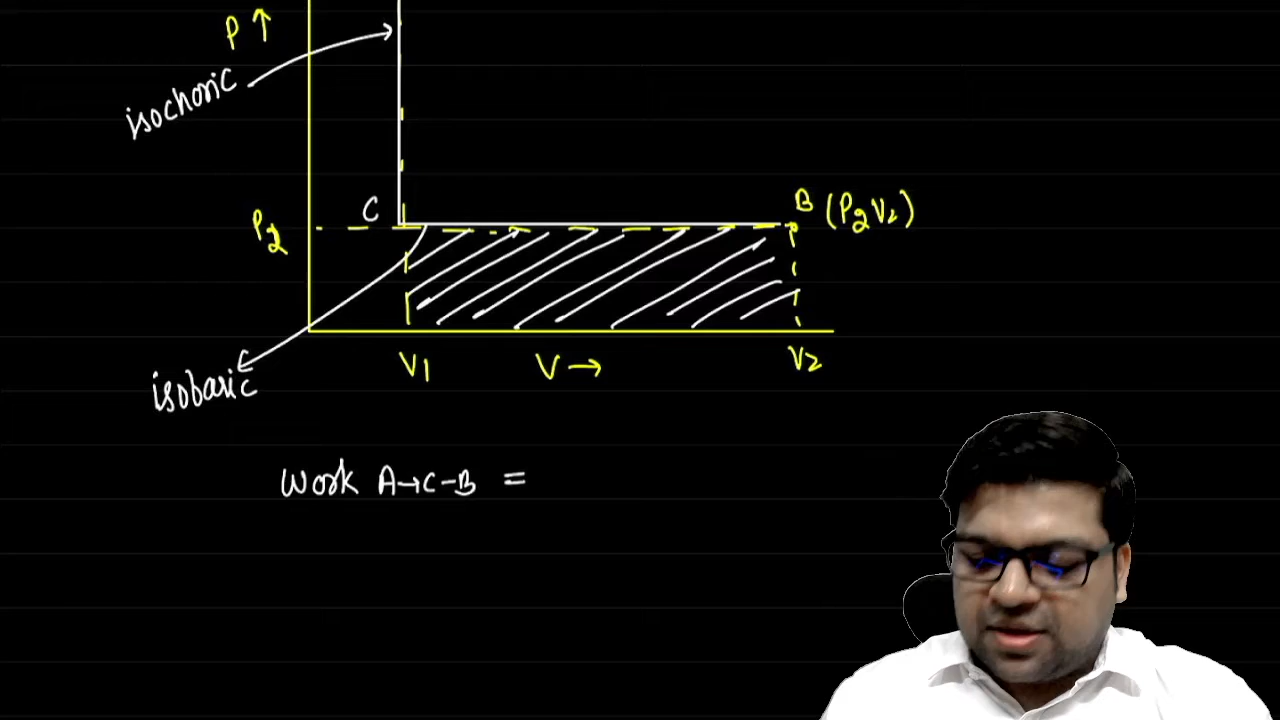 P ↑
isochoric
C
B (P2V2)
P2
V1 V → V2
isobaric
Work A→C-B =